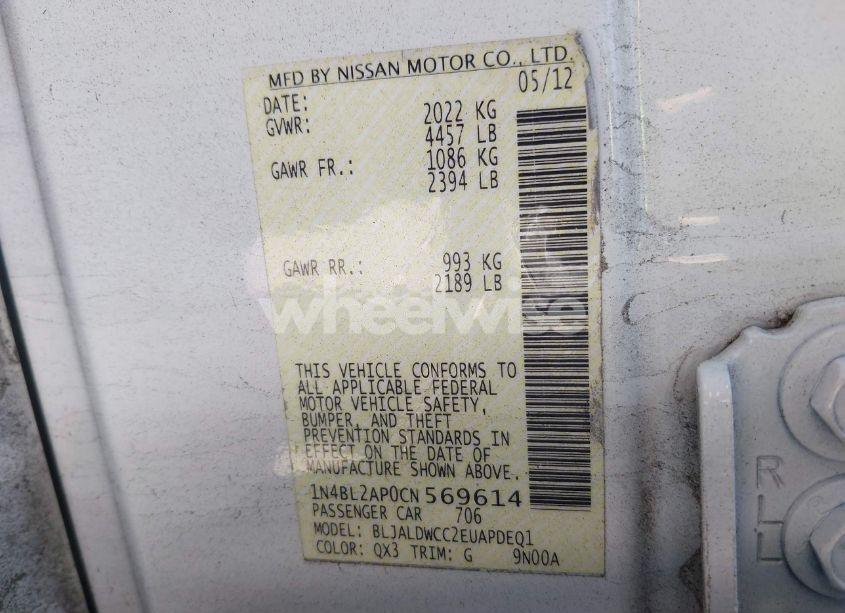 MFD BY NISSAN MOTOR CO., LTD.
DATE: 05/12
GVWR: 2022 KG
4457 LB
GAWR FR.: 1086 KG
2394 LB
GAWR RR.: 993 KG
2189 LB
wheelwise
THIS VEHICLE CONFORMS TO
ALL APPLICABLE FEDERAL
MOTOR VEHICLE SAFETY,
BUMPER, AND THEFT
PREVENTION STANDARDS IN
EFFECT ON THE DATE OF
MANUFACTURE SHOWN ABOVE.
1N4BL2AP0CN569614
PASSENGER CAR 706
MODEL: BLJALDWCC2EUAPDEQ1
COLOR: QX3 TRIM: G 9N00A
R